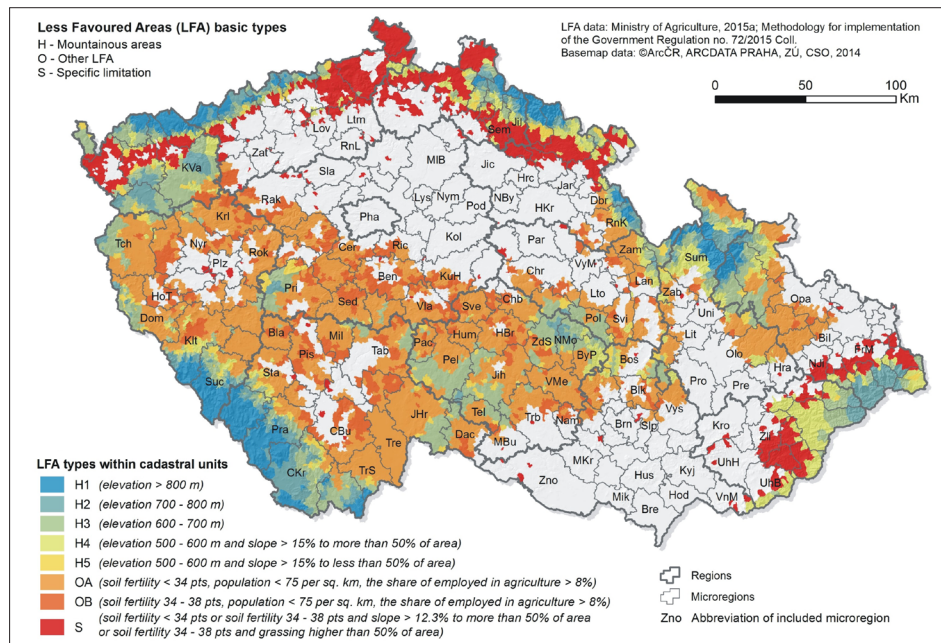 Less Favoured Areas (LFA) basic types
H - Mountainous areas
O - Other LFA
S - Specific limitation
LFA data: Ministry of Agriculture, 2015a; Methodology for implementation
of the Government Regulation no. 72/2015 Coll.
Basemap data: ©ArcČR, ARCDATA PRAHA, ZÚ, CSO, 2014
0 50 100
Km
Ltm
Lov
RnL
Zal
KVa
Sla
Rak
MlB
Lys
Nym
Pod
Pha
Kol
Jil
Sem
Jic
Hrc
Jar
NBy
HKr
Dbr
RnK
Krl
Tch
Nyr
Plz
Rok
Cer
Ric
Ben
KuH
Par
Chr
VyM
Zam
Lan
Lto
Sum
Zab
Opa
HoT
Dom
Pri
Sed
Vla
Sve
Chb
Svi
Uni
Lit
Bil
FrM
Klt
Bla
Mil
Pis
Tab
Pac
Hum
HBr
ZdS
NMo
Pol
ByP
Bos
Olo
Hra
NJi
Suc
Sta
Pel
Jih
VMe
Blk
Pro
Pre
Pra
CBu
JHr
Tel
Trb
Nam
Vys
Kro
Zli
CKr
TrS
Tre
Dac
MBu
Brn
Slp
UhH
UhB
Zno
MKr
Hus
Kyj
Mik
Bre
Hod
VnM
LFA types within cadastral units
H1 (elevation > 800 m)
H2 (elevation 700 - 800 m)
H3 (elevation 600 - 700 m)
H4 (elevation 500 - 600 m and slope > 15% to more than 50% of area)
H5 (elevation 500 - 600 m and slope > 15% to less than 50% of area)
OA (soil fertility < 34 pts, population < 75 per sq. km, the share of employed in agriculture > 8%)
OB (soil fertility 34 - 38 pts, population < 75 per sq. km, the share of employed in agriculture > 8%)
S (soil fertility < 34 pts or soil fertility 34 - 38 pts and slope > 12.3% to more than 50% of area
or soil fertility 34 - 38 pts and grassing higher than 50% of area)
Regions
Microregions
Zno Abbreviation of included microregion